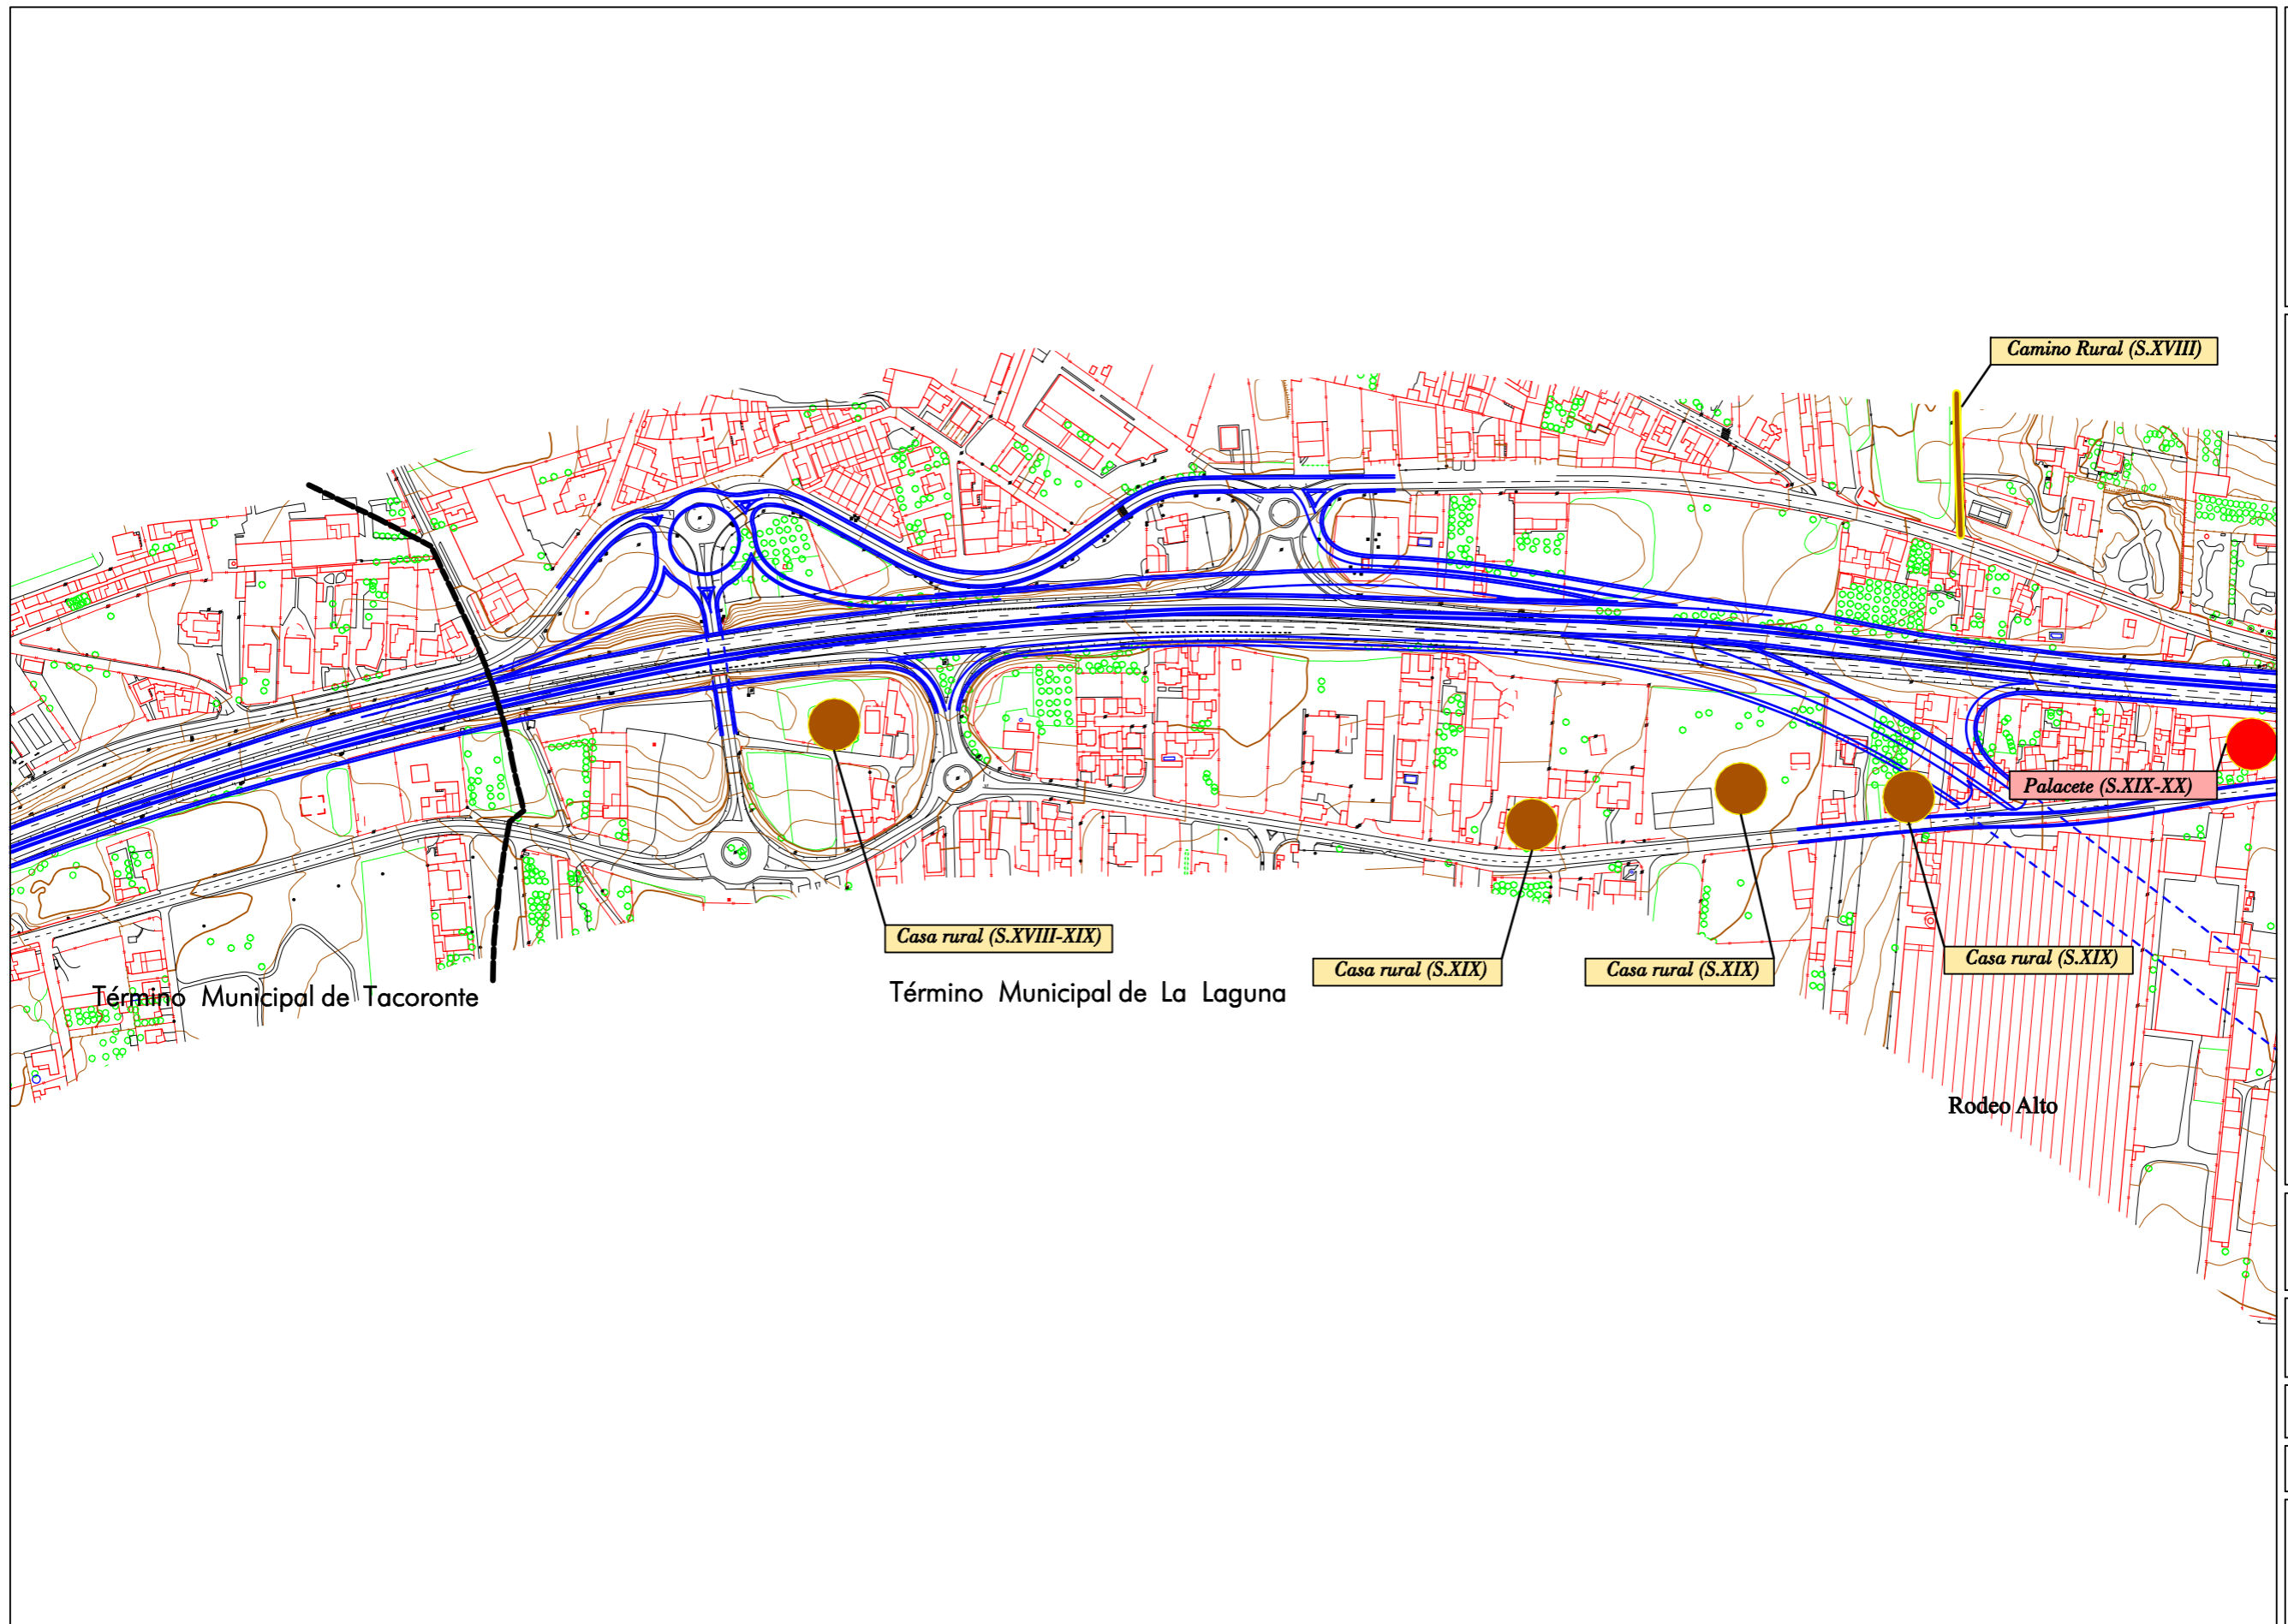 Camino Rural (S.XVIII)
Palacete (S.XIX-XX)
Casa rural (S.XVIII-XIX)
Casa rural (S.XIX)
Casa rural (S.XIX)
Casa rural (S.XIX)
Término Municipal de Tacoronte
Término Municipal de La Laguna
Rodeo Alto